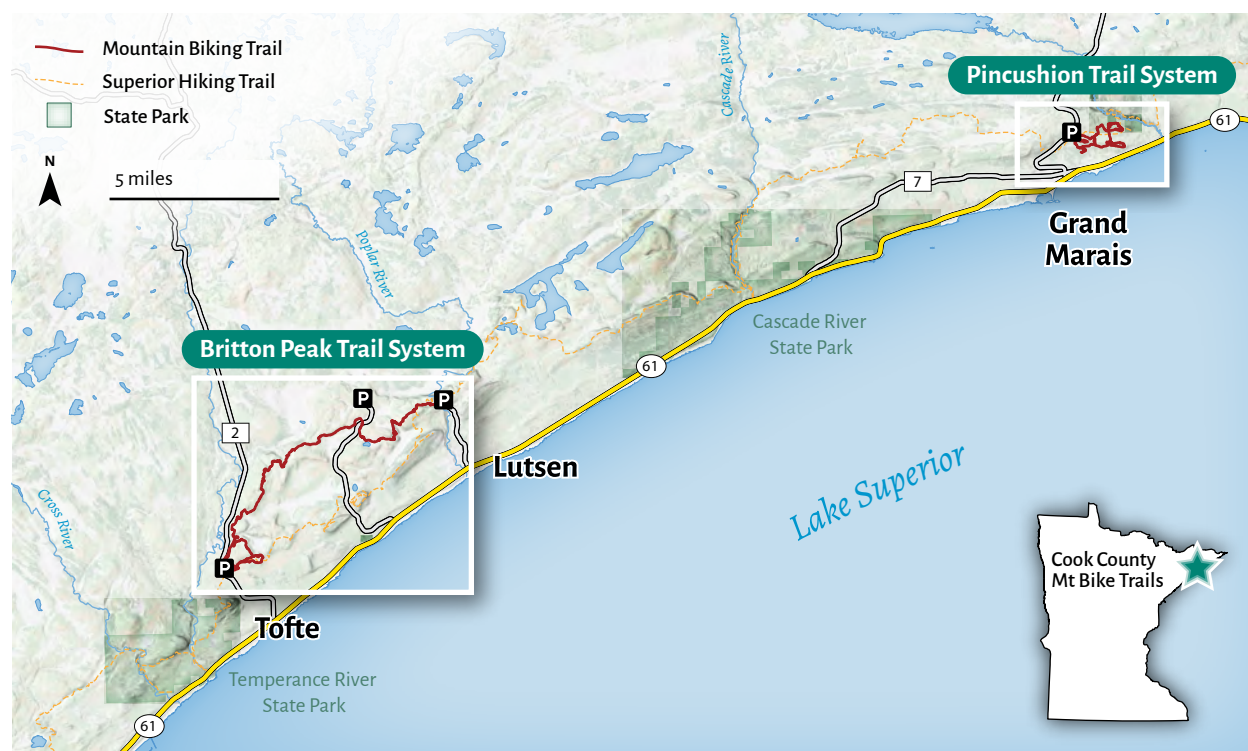 Mountain Biking Trail
Superior Hiking Trail
State Park
N
5 miles
Cascade River
Pincushion Trail System
61
P
7
Grand
Marais
Poplar River
Cascade River
State Park
61
Britton Peak Trail System
P
P
2
Lutsen
Lake Superior
Cross River
P
Tofte
Temperance River
State Park
61
Cook County
Mt Bike Trails